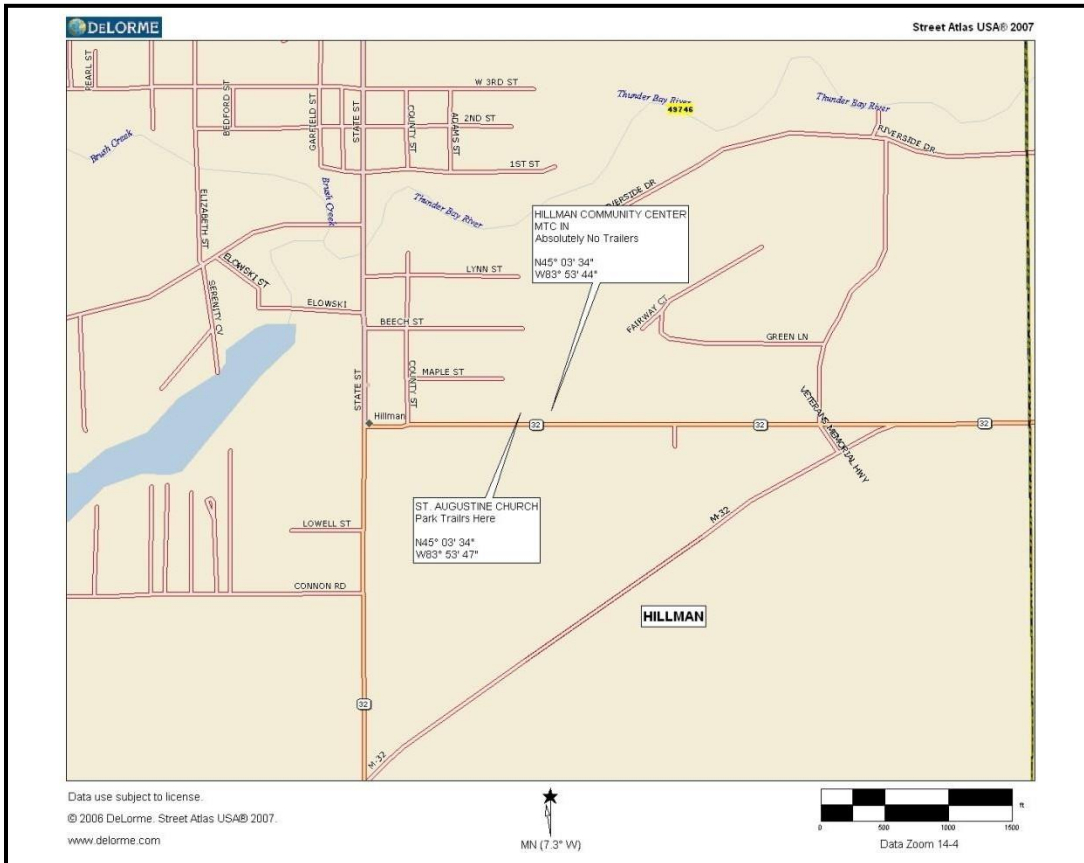 DELORME
Street Atlas USA® 2007
PEARL ST
BEDFORD ST
GARFIELD ST
STATE ST
COUNTY ST
ADAMS ST
W 3RD ST
2ND ST
1ST ST
Thunder Bay River
49746
Thunder Bay River
RIVERSIDE DR
Brush Creek
Brush Creek
Thunder Bay River
ELIZABETH ST
ELOWSKI ST
SERENITY CV
ELOWSKI
LYNN ST
BEECH ST
MAPLE ST
COUNTY ST
STATE ST
Hillman
VERSIDE DR
HILLMAN COMMUNITY CENTER
MTC IN
Absolutely No Trailers
N45° 03' 34"
W83° 53' 44"
FAIRWAY CT
GREEN LN
VETERANS MEMORIAL HWY
32
32
32
ST. AUGUSTINE CHURCH
Park Trailrs Here
N45° 03' 34"
W83° 53' 47"
LOWELL ST
CONNON RD
M-32
HILLMAN
32
M-32
Data use subject to license.
© 2006 DeLorme. Street Atlas USA® 2007.
www.delorme.com
MN (7.3° W)
0 500 1000 1500
ft
Data Zoom 14-4